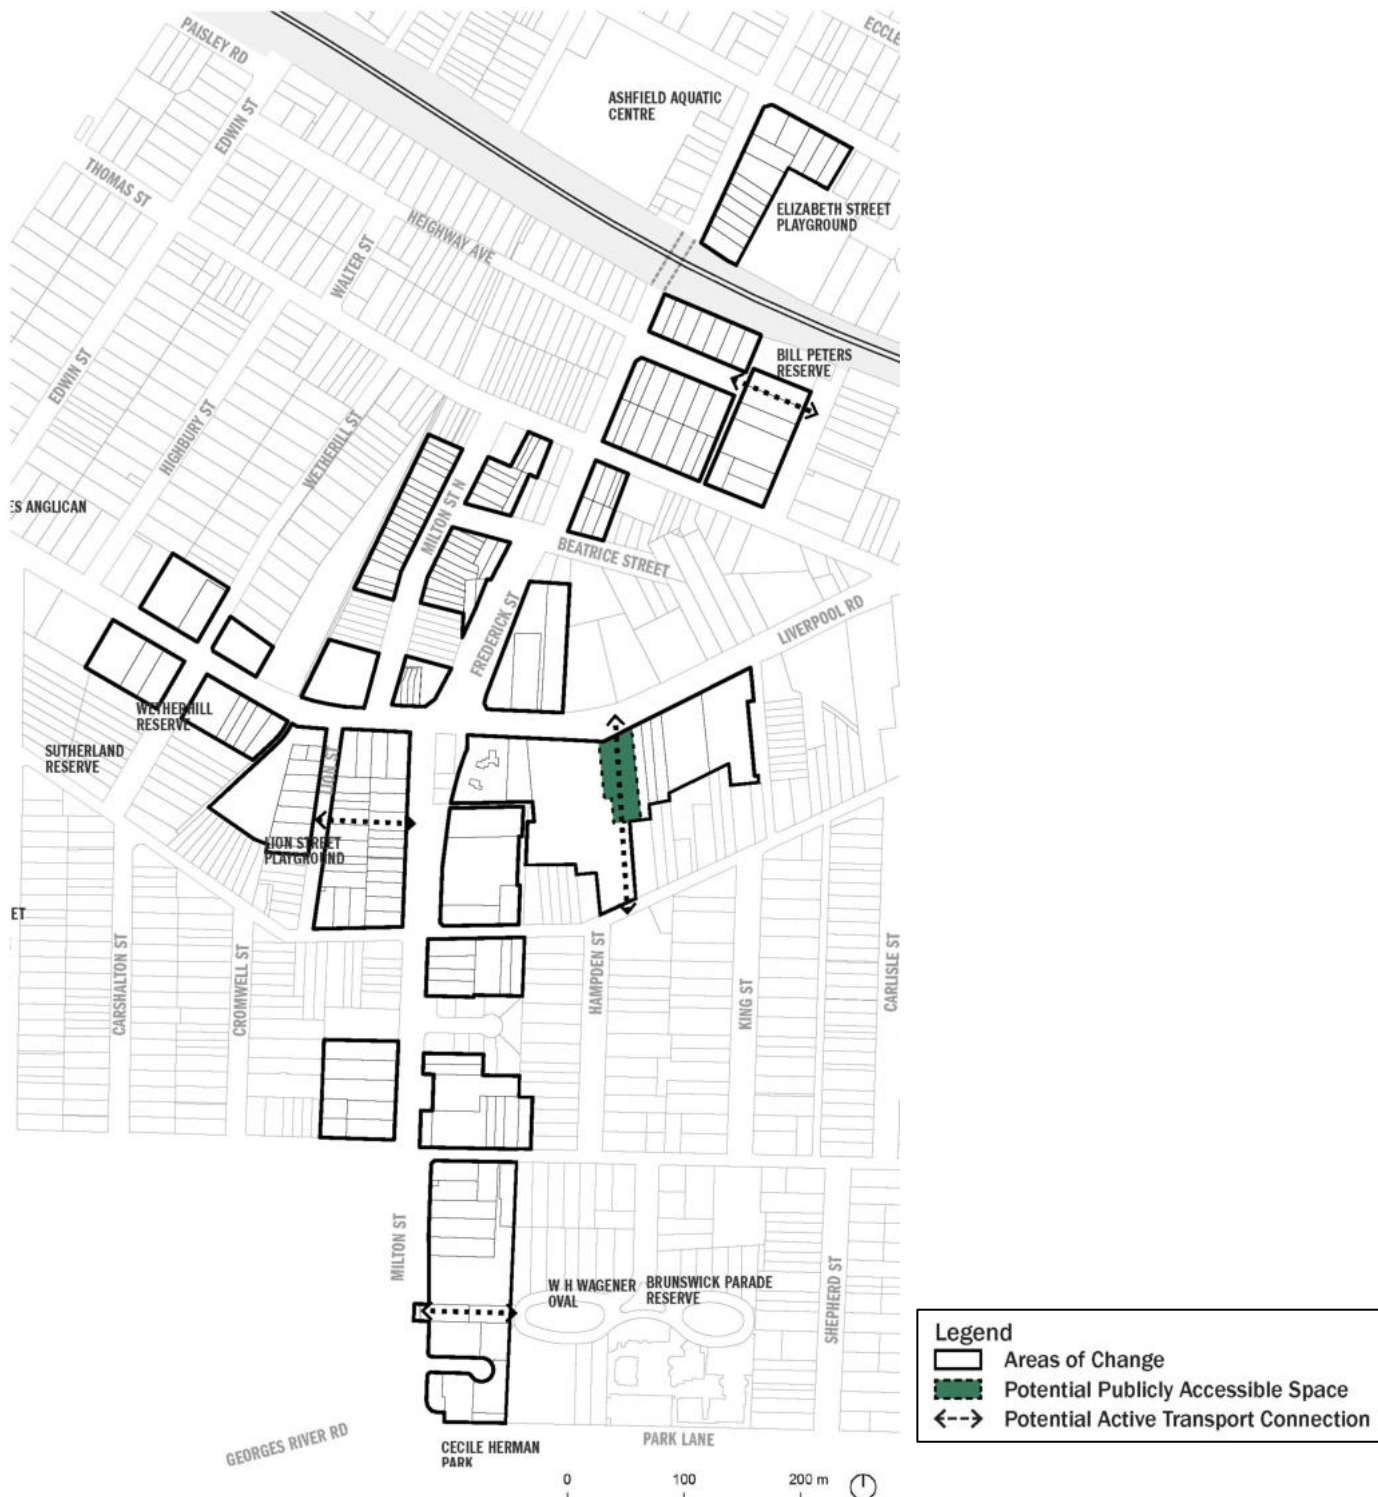 PAISLEY RD
ECCLE
ASHFIELD AQUATIC
CENTRE
EDWIN ST
THOMAS ST
ELIZABETH STREET
PLAYGROUND
HEIGHWAY AVE
WALTER ST
BILL PETERS
RESERVE
EDWIN ST
HIGHBURY ST
WETHERILL ST
ES ANGLICAN
MILTON ST N
BEATRICE STREET
FREDERICK ST
LIVERPOOL RD
WETHERHILL
RESERVE
SUTHERLAND
RESERVE
LION ST
LION STREET
PLAYGROUND
ET
CARSHALTON ST
CROMWELL ST
HAMPDEN ST
KING ST
CARLISLE ST
MILTON ST
W H WAGENER
OVAL
BRUNSWICK PARADE
RESERVE
SHEPHERD ST
GEORGES RIVER RD
CECILE HERMAN
PARK
PARK LANE
0 100 200 m
Legend
Areas of Change
Potential Publicly Accessible Space
Potential Active Transport Connection